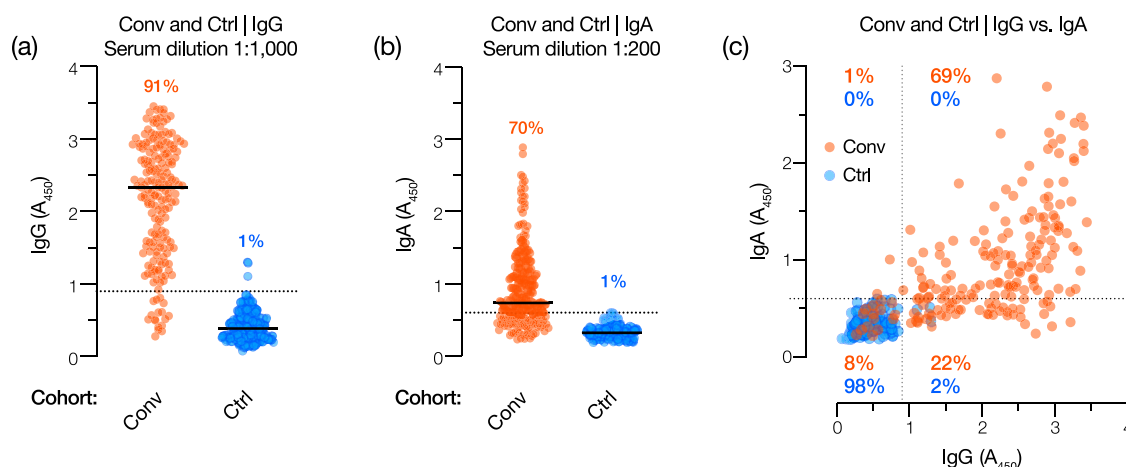 (a)
Conv and Ctrl | IgG
Serum dilution 1:1,000
IgG (A450)
4
3
2
1
0
91%
1%
Cohort:
Conv
Ctrl
(b)
Conv and Ctrl | IgA
Serum dilution 1:200
IgA (A450)
4
3
2
1
0
70%
1%
Cohort:
Conv
Ctrl
(c)
Conv and Ctrl | IgG vs. IgA
IgA (A450)
3
2
1
0
1%
69%
0%
0%
Conv
Ctrl
8%
22%
98%
2%
0
1
2
3
4
IgG (A450)